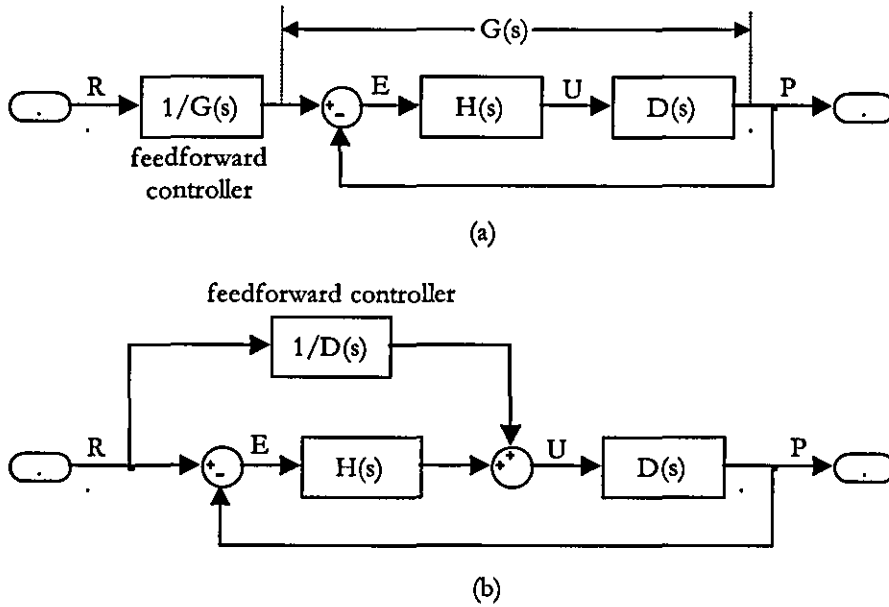 G(s)
R
1/G(s)
+
-
E
H(s)
U
D(s)
P
feedforward
controller
(a)
feedforward controller
1/D(s)
R
+
-
E
H(s)
+
+
U
D(s)
P
(b)